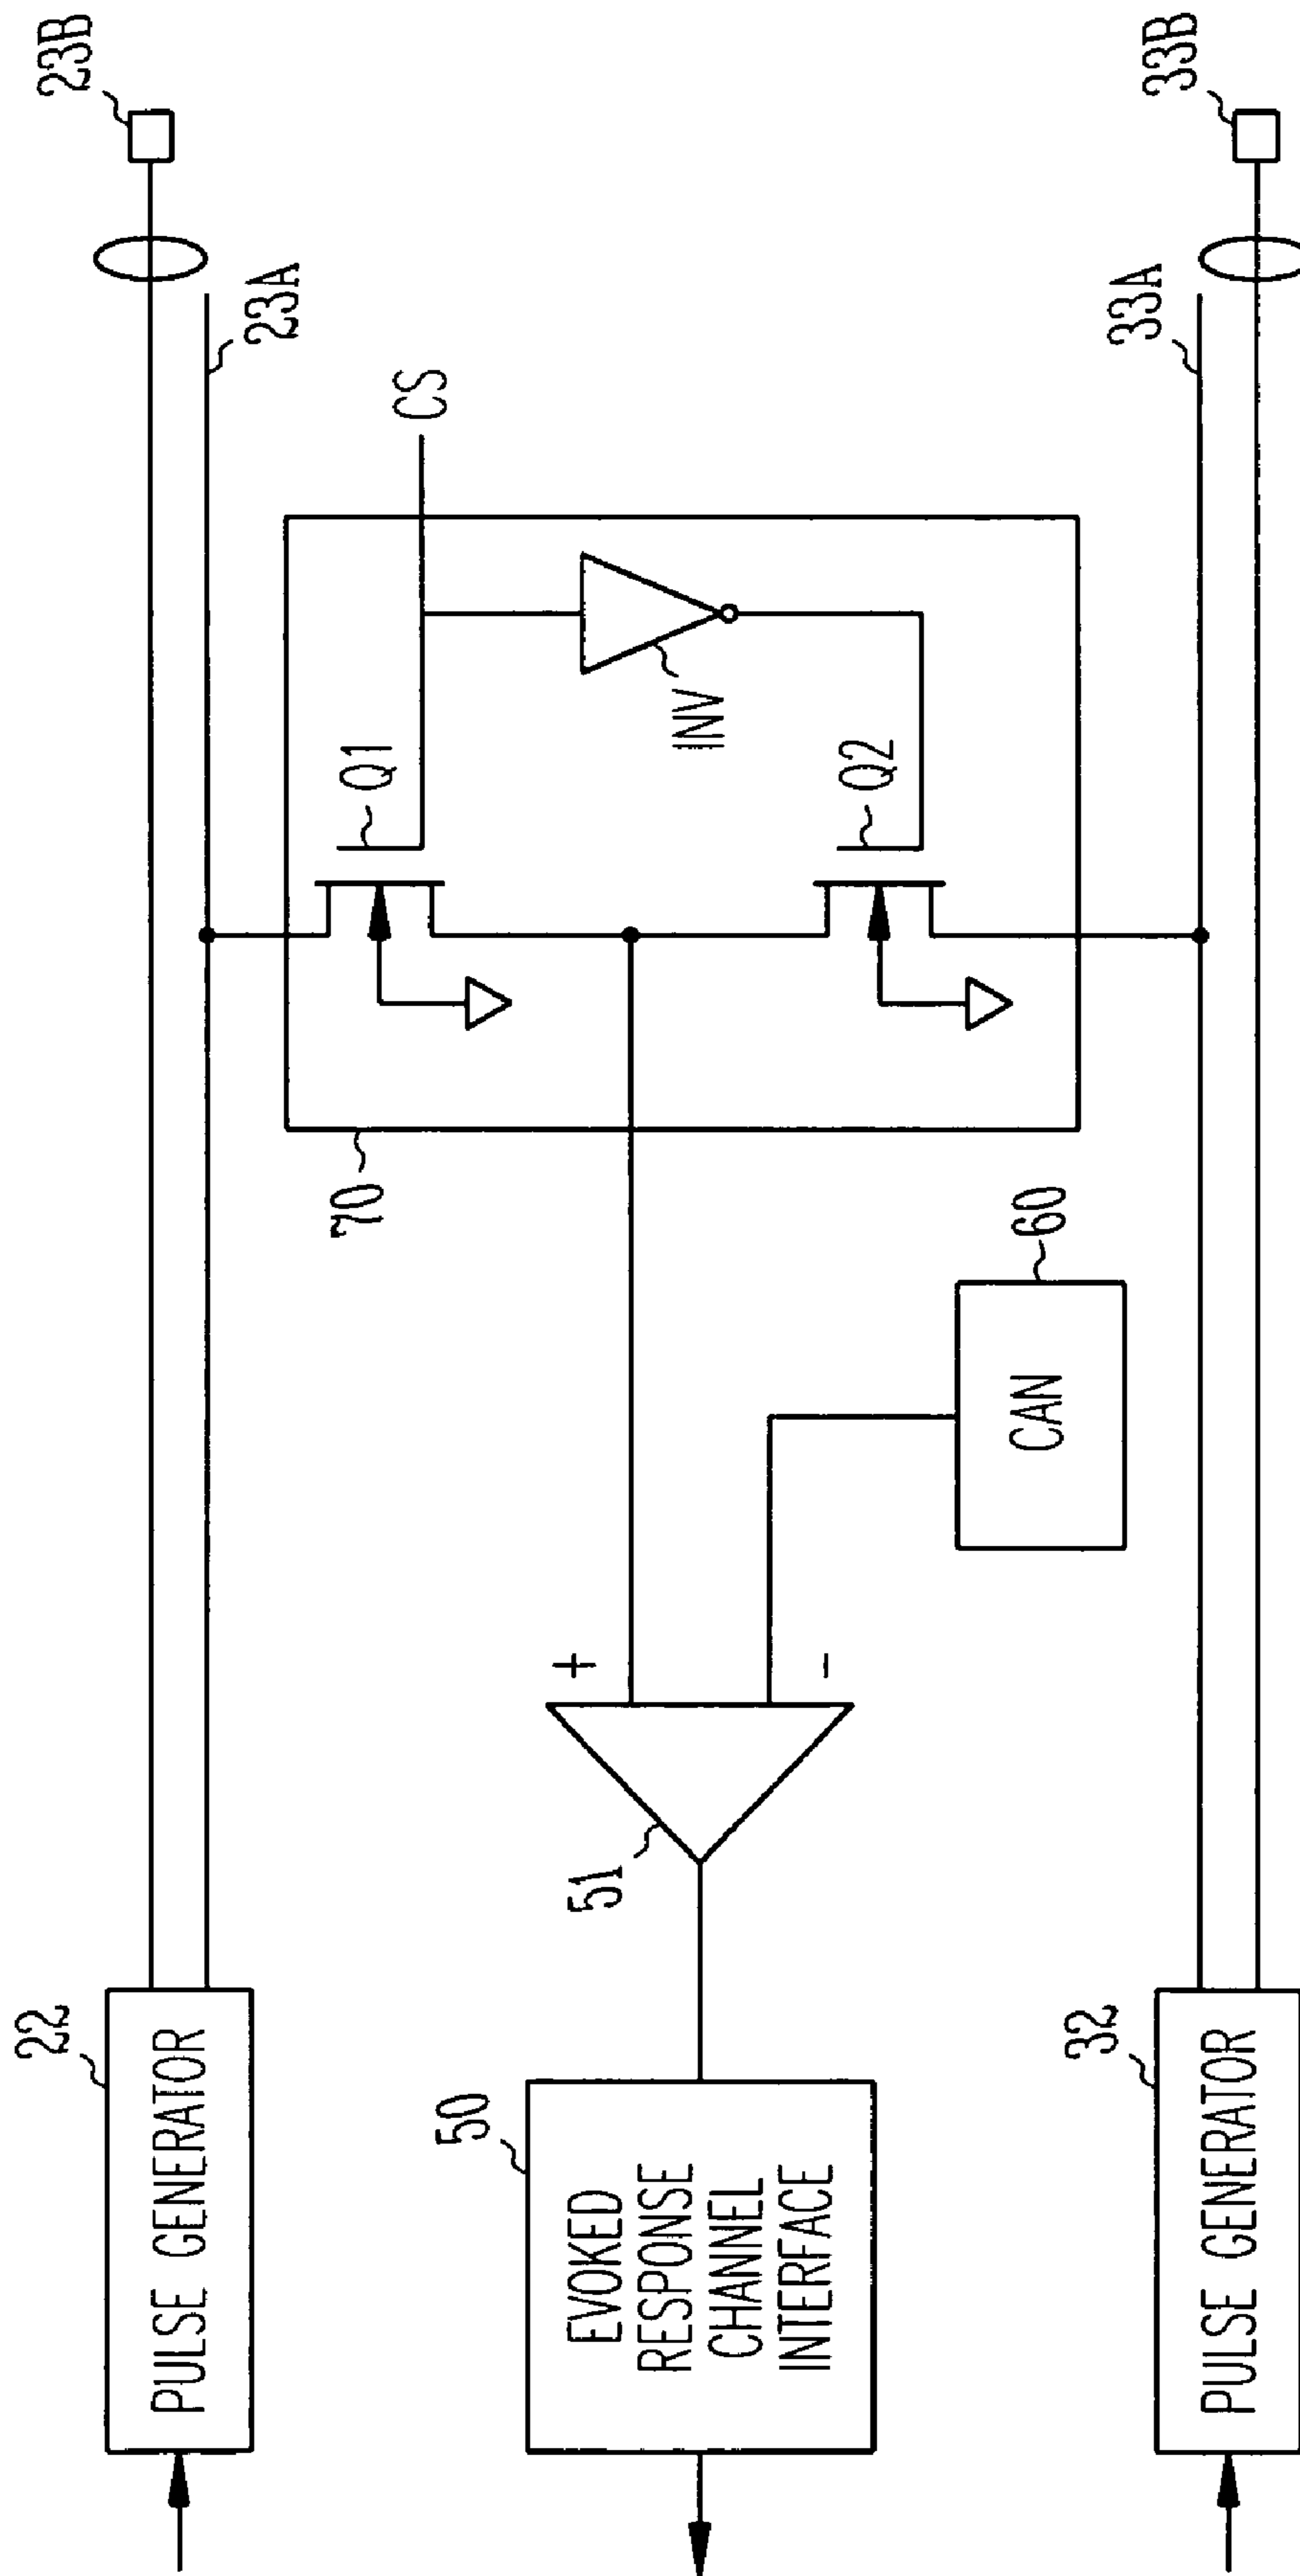 22
PULSE GENERATOR
23A
23B
CS
Q1
INV
Q2
70
+
-
51
50
EVOKED
RESPONSE
CHANNEL
INTERFACE
CAN
60
32
PULSE GENERATOR
33A
33B